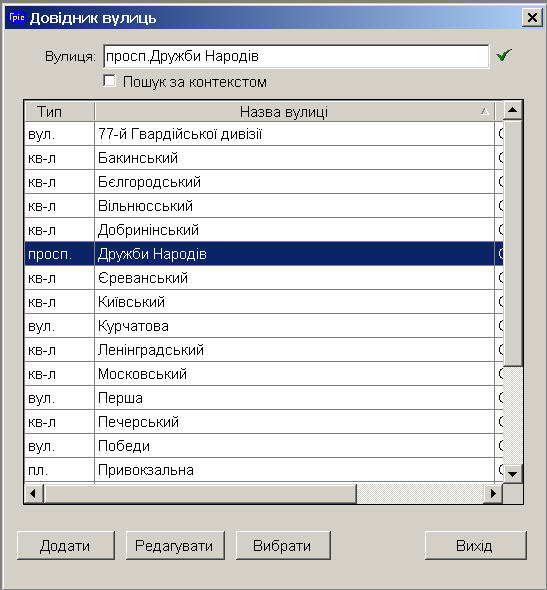 Гріс Довідник вулиць
Вулиця: просп.Дружби Народів
Пошук за контекстом
Тип Назва вулиці
вул. 77-й Гвардійської дивізії
кв-л Бакинський
кв-л Бєлгородський
кв-л Вільнюсський
кв-л Добринінський
просп. Дружби Народів
кв-л Єреванський
кв-л Київський
вул. Курчатова
кв-л Ленінградський
кв-л Московський
вул. Перша
кв-л Печерський
вул. Победи
пл. Привокзальна
Додати Редагувати Вибрати Вихід